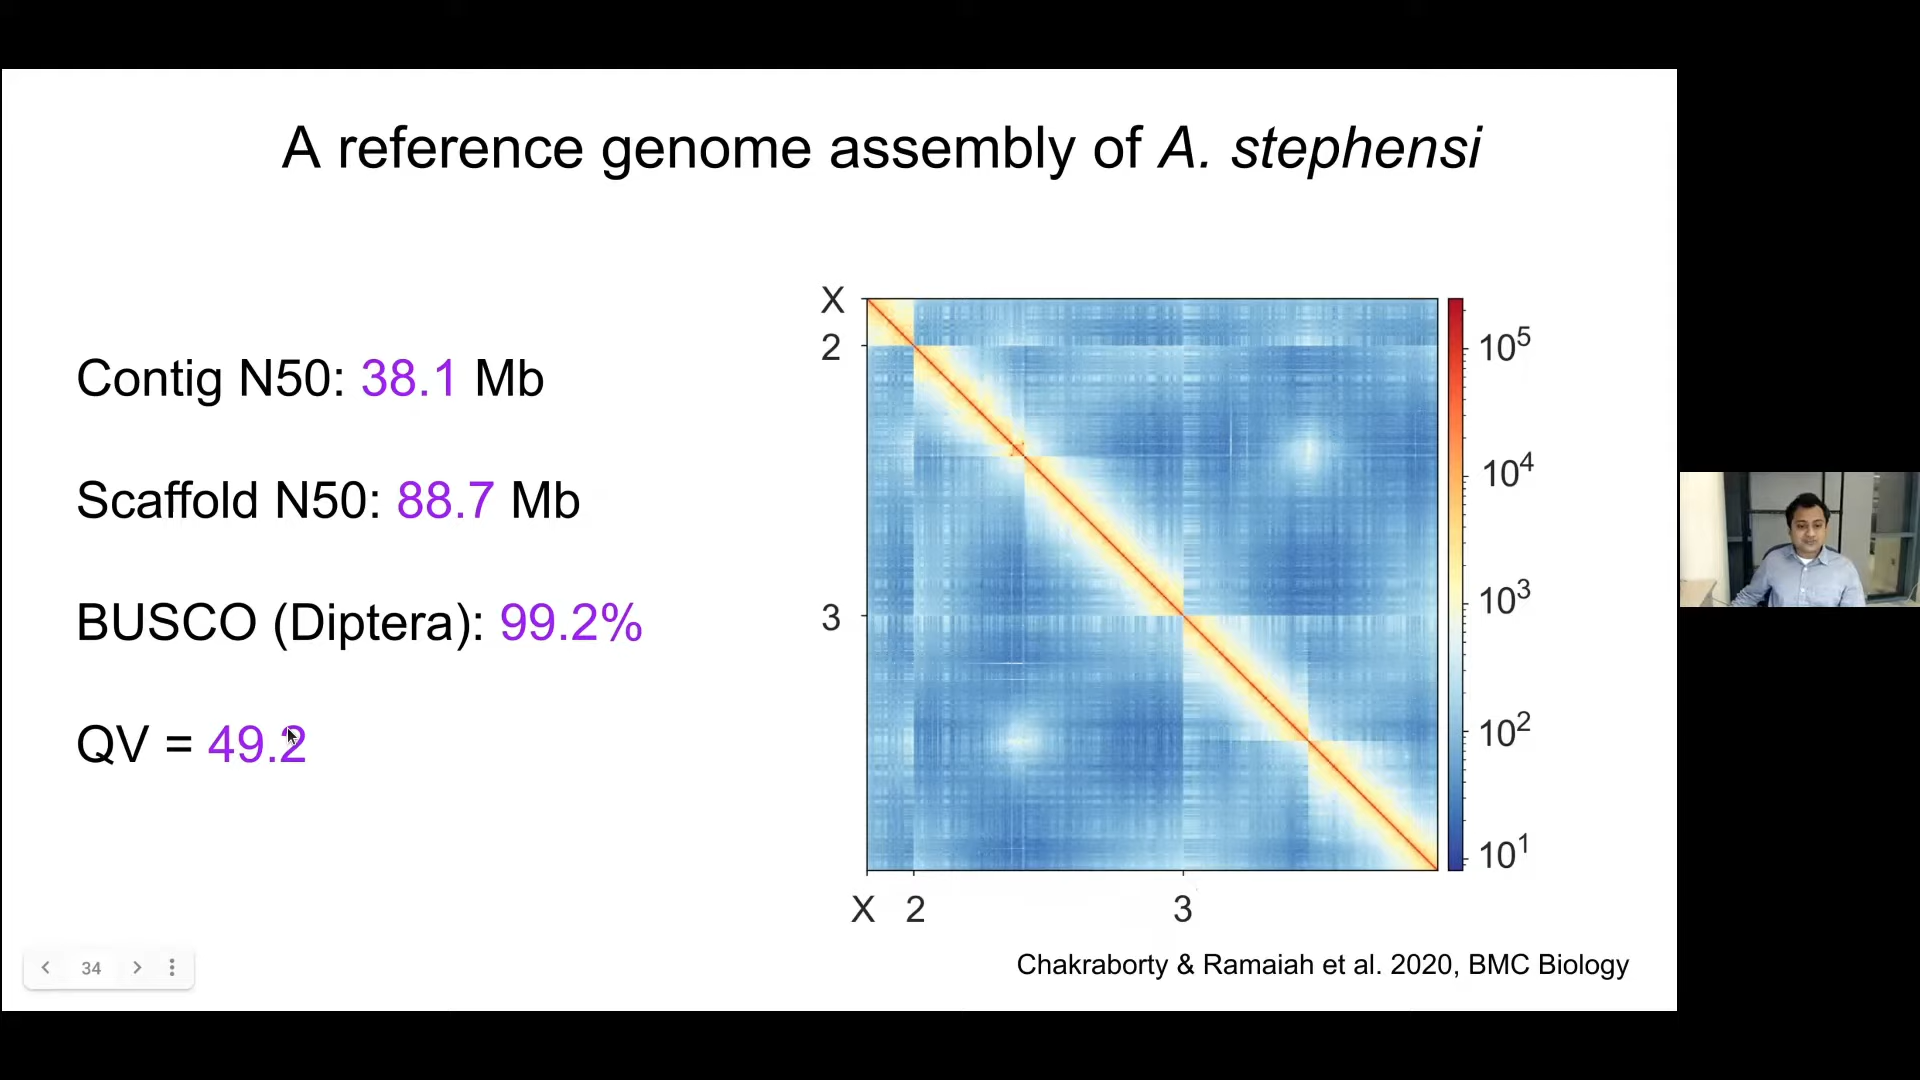 A reference genome assembly of A. stephensi
Contig N50: 38.1 Mb
Scaffold N50: 88.7 Mb
BUSCO (Diptera): 99.2%
QV = 49.2
X
2
3
X 2 3
10⁵
10⁴
10³
10²
10¹
Chakraborty & Ramaiah et al. 2020, BMC Biology
34